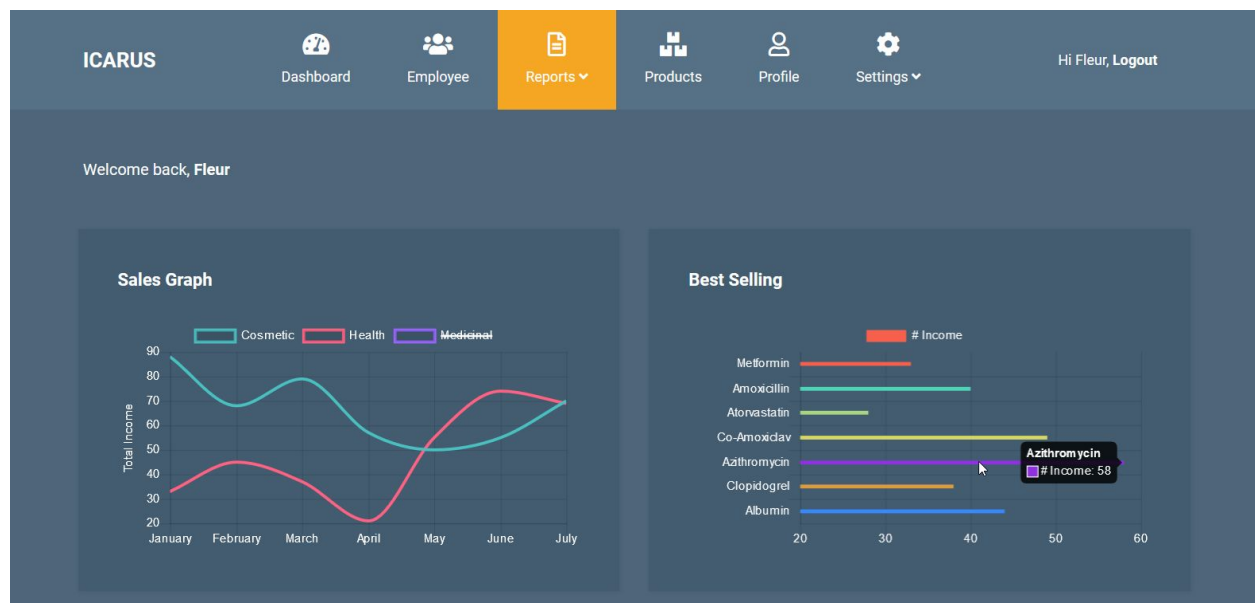 ICARUS
Dashboard
Employee
Reports
Products
Profile
Settings
Hi Fleur, Logout
Welcome back, Fleur
Sales Graph
Cosmetic Health Medicinal
90
80
70
60
50
40
30
20
Total Income
January February March April May June July
Best Selling
# Income
Metformin
Amoxicillin
Atorvastatin
Co-Amoxiclav
Azithromycin
Clopidogrel
Albumin
Azithromycin
# Income: 58
20 30 40 50 60